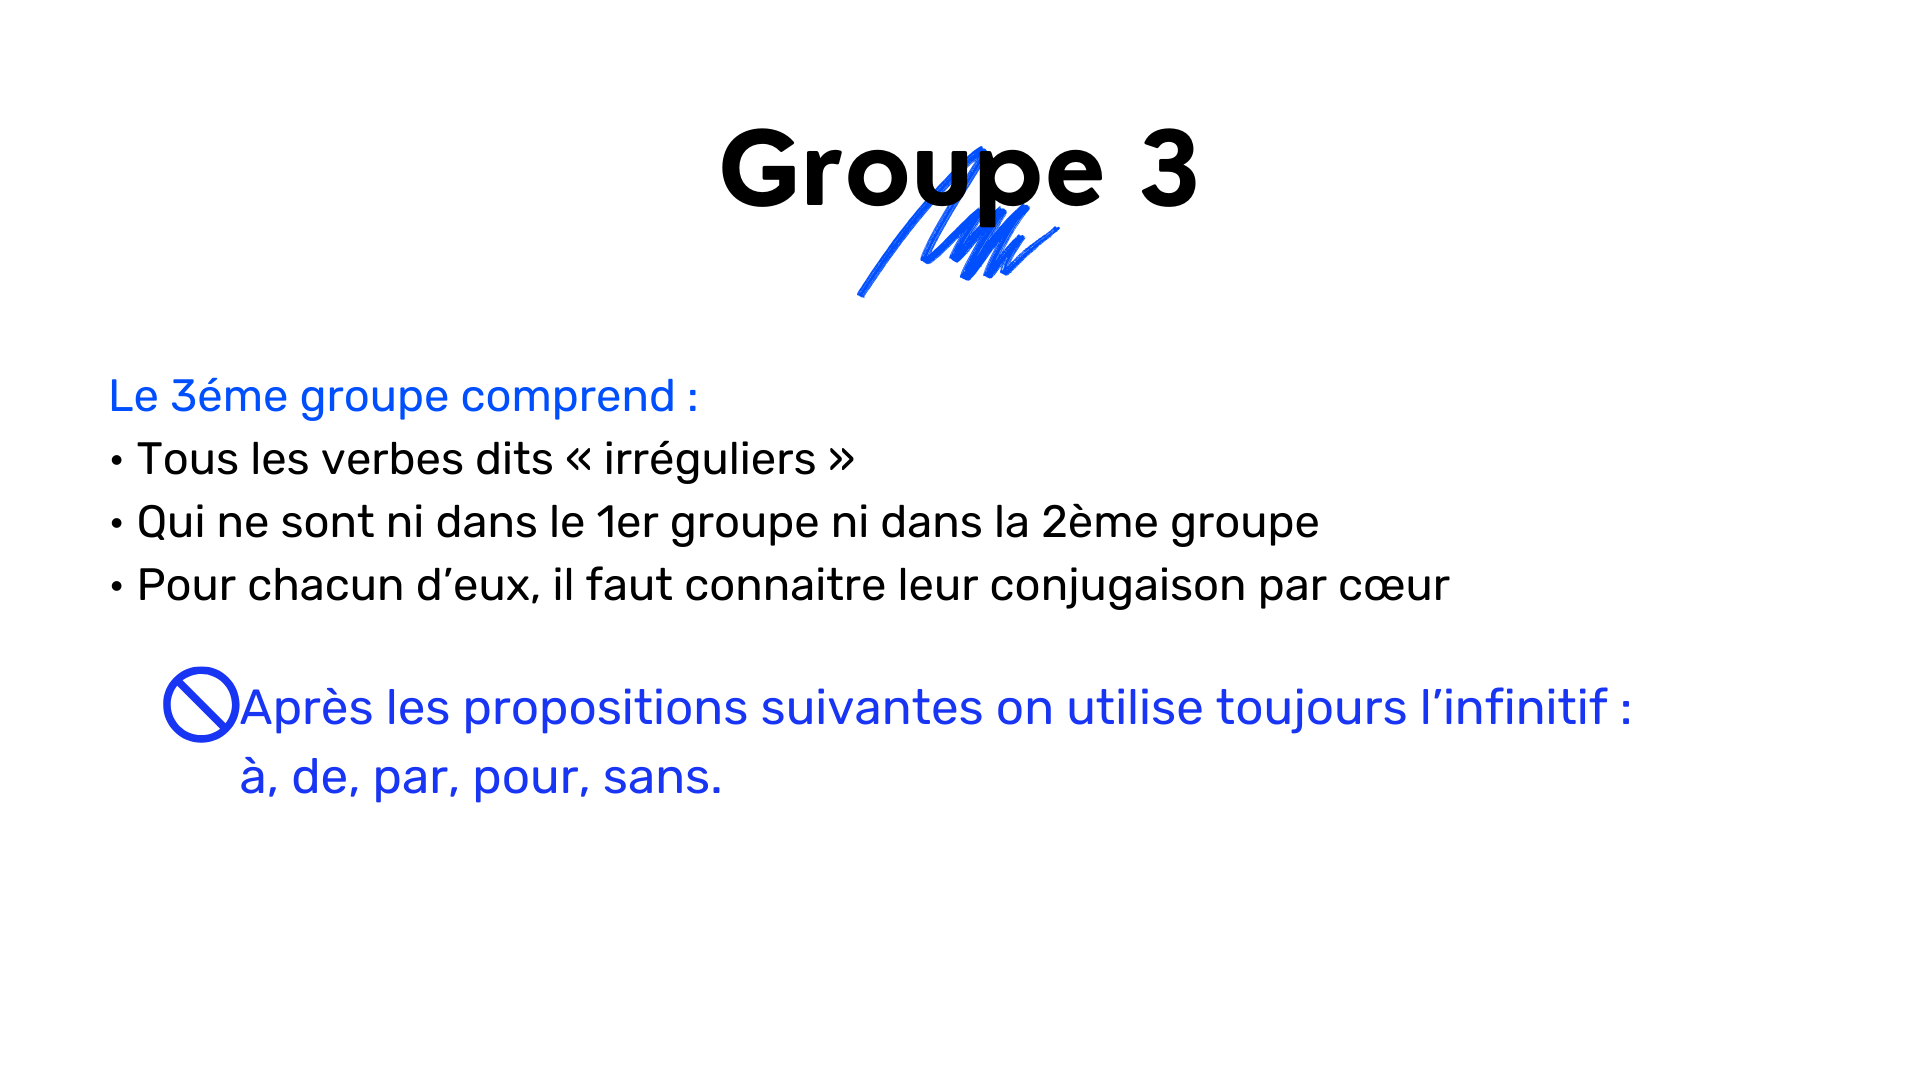 Groupe 3
Le 3éme groupe comprend :
• Tous les verbes dits « irréguliers »
• Qui ne sont ni dans le 1er groupe ni dans la 2ème groupe
• Pour chacun d’eux, il faut connaitre leur conjugaison par cœur
Après les propositions suivantes on utilise toujours l’infinitif :
à, de, par, pour, sans.